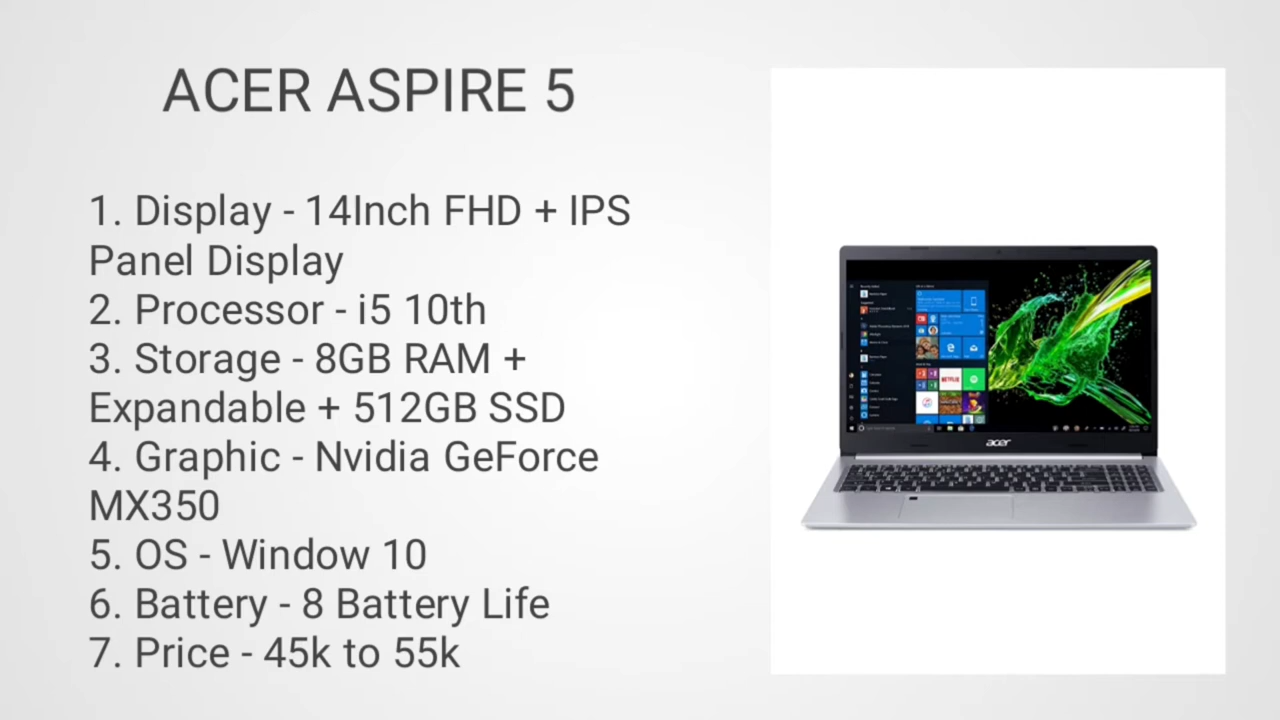 ACER ASPIRE 5
1. Display - 14Inch FHD + IPS
Panel Display
2. Processor - i5 10th
3. Storage - 8GB RAM +
Expandable + 512GB SSD
4. Graphic - Nvidia GeForce
MX350
5. OS - Window 10
6. Battery - 8 Battery Life
7. Price - 45k to 55k
NETFLIX
acer